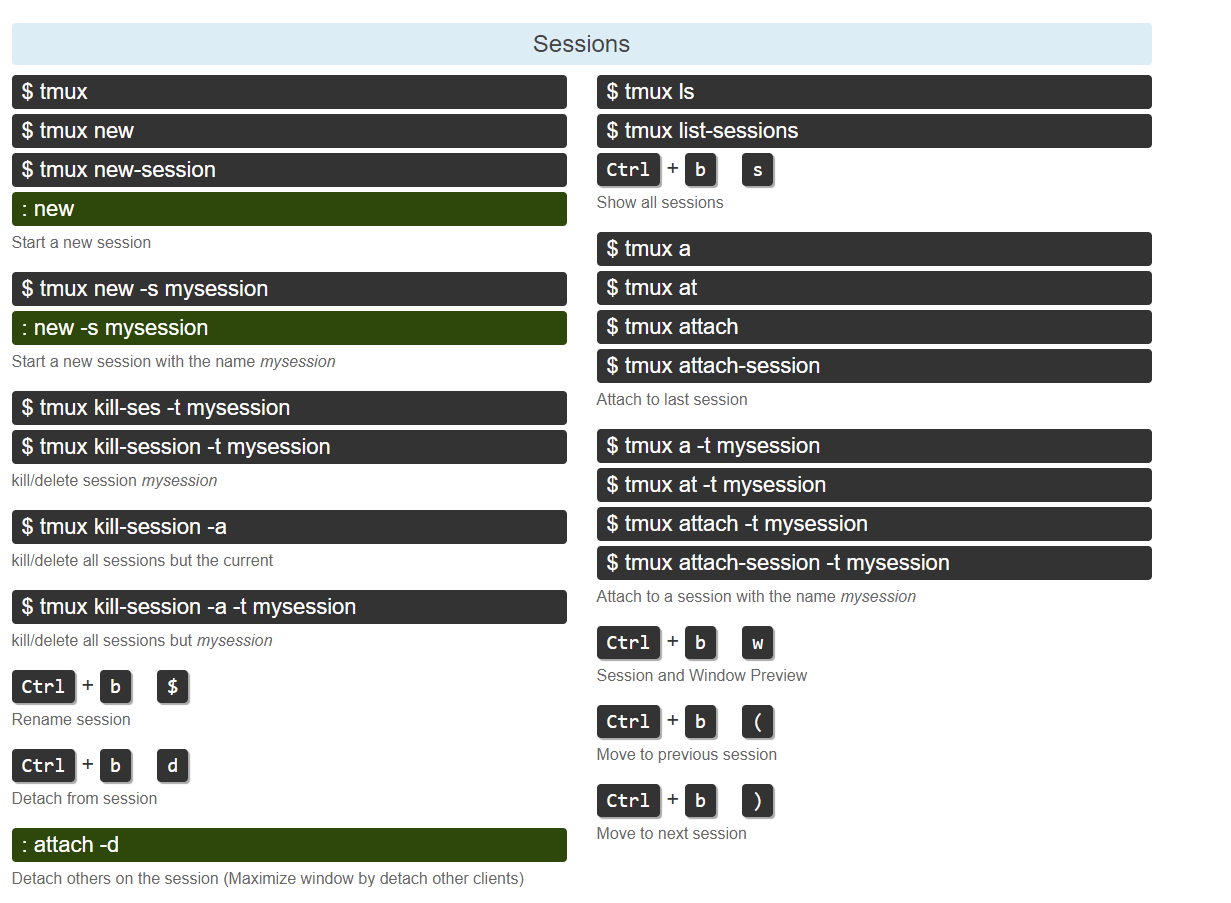 Sessions
$ tmux
$ tmux new
$ tmux new-session
: new
Start a new session
$ tmux new -s mysession
: new -s mysession
Start a new session with the name mysession
$ tmux kill-ses -t mysession
$ tmux kill-session -t mysession
kill/delete session mysession
$ tmux kill-session -a
kill/delete all sessions but the current
$ tmux kill-session -a -t mysession
kill/delete all sessions but mysession
Ctrl + b $
Rename session
Ctrl + b d
Detach from session
: attach -d
Detach others on the session (Maximize window by detach other clients)
$ tmux ls
$ tmux list-sessions
Ctrl + b s
Show all sessions
$ tmux a
$ tmux at
$ tmux attach
$ tmux attach-session
Attach to last session
$ tmux a -t mysession
$ tmux at -t mysession
$ tmux attach -t mysession
$ tmux attach-session -t mysession
Attach to a session with the name mysession
Ctrl + b w
Session and Window Preview
Ctrl + b (
Move to previous session
Ctrl + b )
Move to next session